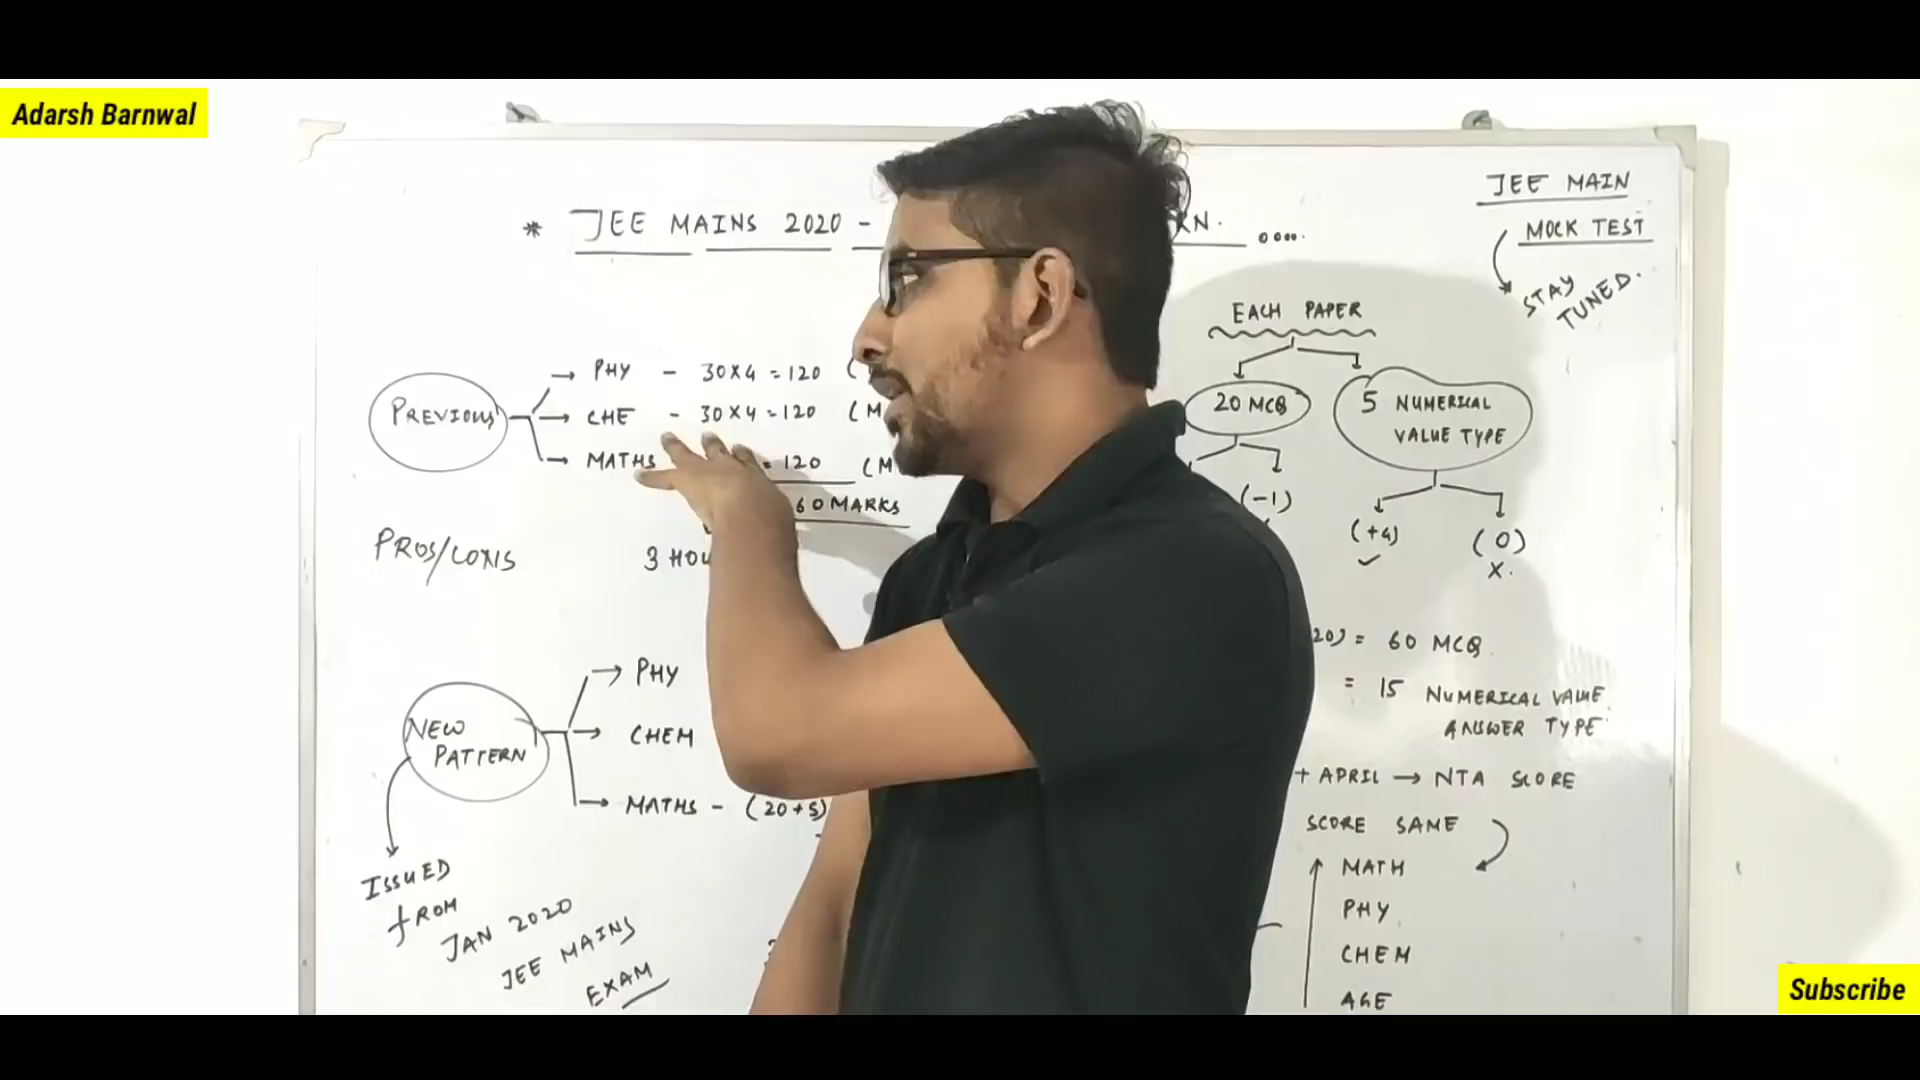 Adarsh Barnwal
* JEE MAINS 2020 -
JEE MAIN
MOCK TEST
STAY
TUNED.
EACH PAPER
20 MCQ
5 NUMERICAL
VALUE TYPE
(-1)
(+4)
(0)
✓
X.
PREVIOUS
PHY - 30×4 = 120 (
CHE - 30×4 = 120 (M
MATHS = 120 (M
60 MARKS
3 HOU
PROS/CONS
NEW
PATTERN
PHY
CHEM
MATHS - (20+5)
ISSUED
FROM
JAN 2020
JEE MAINS
EXAM
20) = 60 MCQ
= 15 NUMERICAL VALUE
ANSWER TYPE
+ APRIL → NTA SCORE
SCORE SAME
MATH
PHY
CHEM
AGE
Subscribe